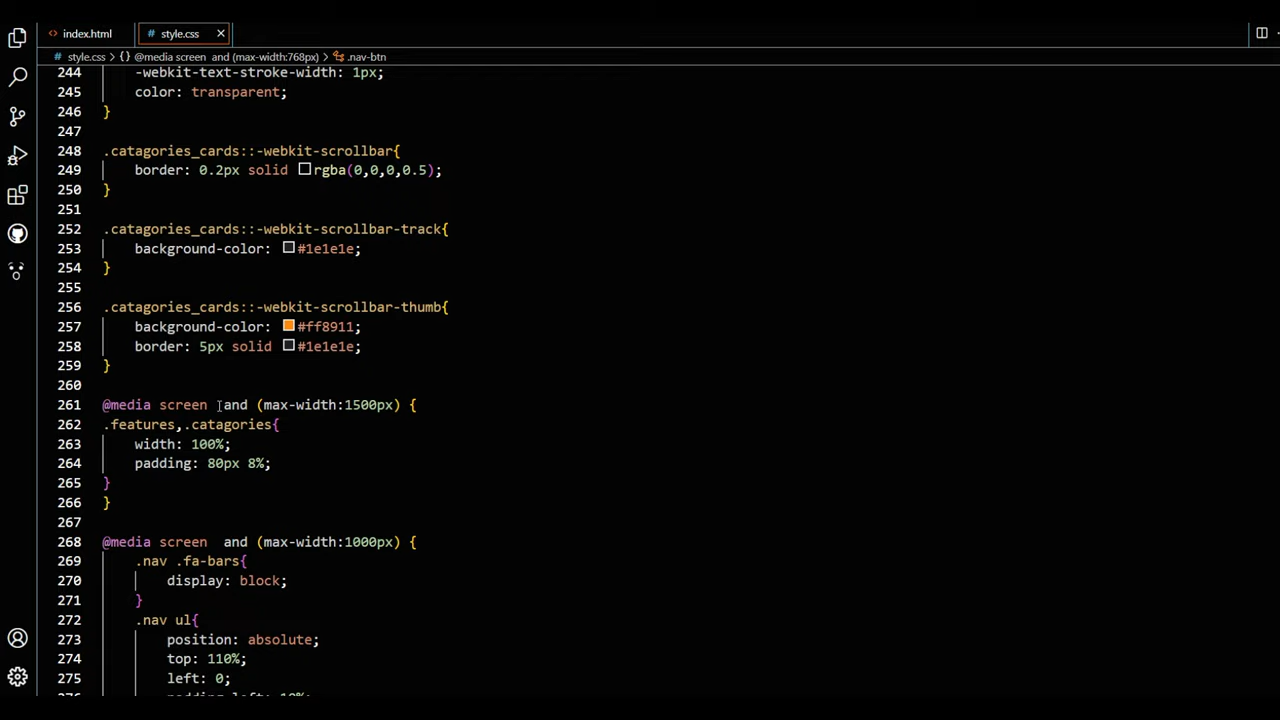 index.html
style.css
style.css > {} @media screen and (max-width:768px) > .nav-btn
244 -webkit-text-stroke-width: 1px;
245 color: transparent;
246 }
247
248 .catagories_cards::-webkit-scrollbar{
249 border: 0.2px solid rgba(0,0,0,0.5);
250 }
251
252 .catagories_cards::-webkit-scrollbar-track{
253 background-color: #1e1e1e;
254 }
255
256 .catagories_cards::-webkit-scrollbar-thumb{
257 background-color: #ff8911;
258 border: 5px solid #1e1e1e;
259 }
260
261 @media screen  and (max-width:1500px) {
262 .features,.catagories{
263 width: 100%;
264 padding: 80px 8%;
265 }
266 }
267
268 @media screen  and (max-width:1000px) {
269 .nav .fa-bars{
270 display: block;
271 }
272 .nav ul{
273 position: absolute;
274 top: 110%;
275 left: 0;